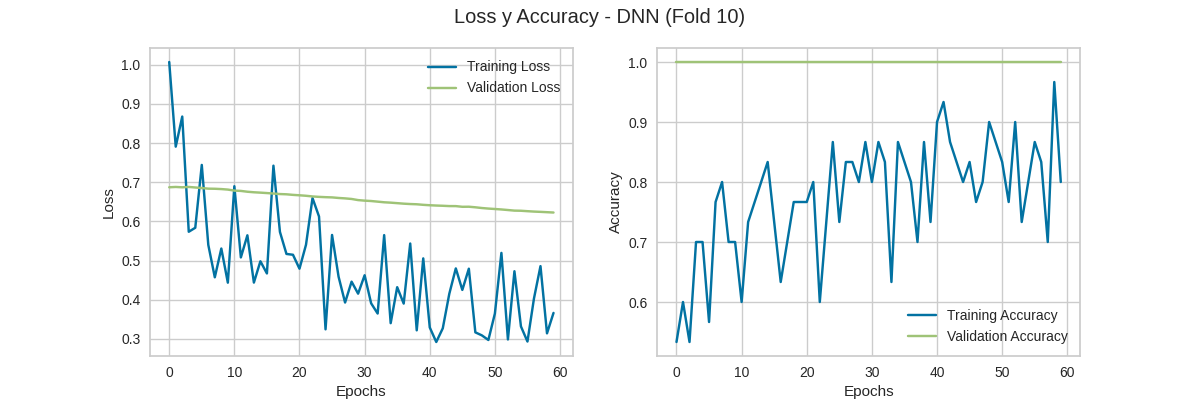 Loss y Accuracy - DNN (Fold 10)
Loss
1.0
0.9
0.8
0.7
0.6
0.5
0.4
0.3
Training Loss
Validation Loss
0 10 20 30 40 50 60
Epochs
Accuracy
1.0
0.9
0.8
0.7
0.6
Training Accuracy
Validation Accuracy
0 10 20 30 40 50 60
Epochs